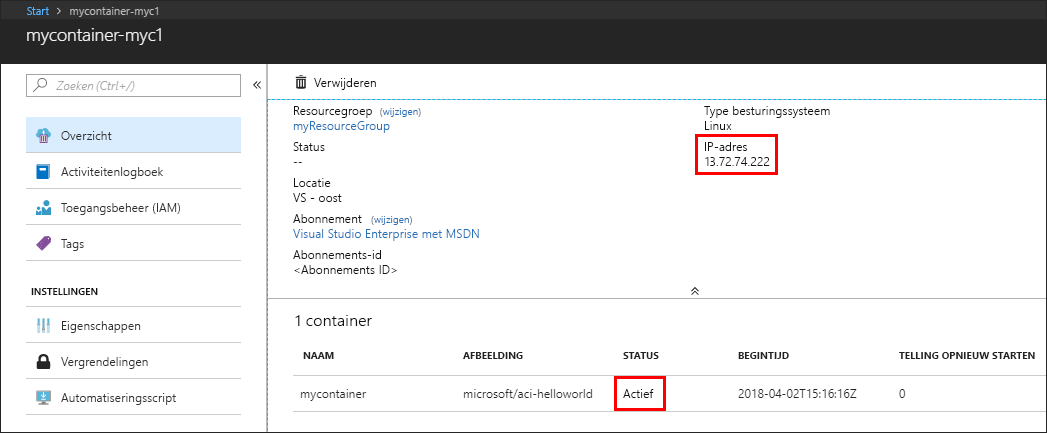 Start > mycontainer-myc1
mycontainer-myc1
Zoeken (Ctrl+/)
Overzicht
Activiteitenlogboek
Toegangsbeheer (IAM)
Tags
INSTELLINGEN
Eigenschappen
Vergrendelingen
Automatiseringsscript
Verwijderen
Resourcegroep (wijzigen)
myResourceGroup
Status
--
Locatie
VS - oost
Abonnement (wijzigen)
Visual Studio Enterprise met MSDN
Abonnements-id
<Abonnements ID>
Type besturingssysteem
Linux
IP-adres
13.72.74.222
1 container
NAAM AFBEELDING STATUS BEGINTIJD TELLING OPNIEUW STARTEN
mycontainer microsoft/aci-helloworld Actief 2018-04-02T15:16:16Z 0